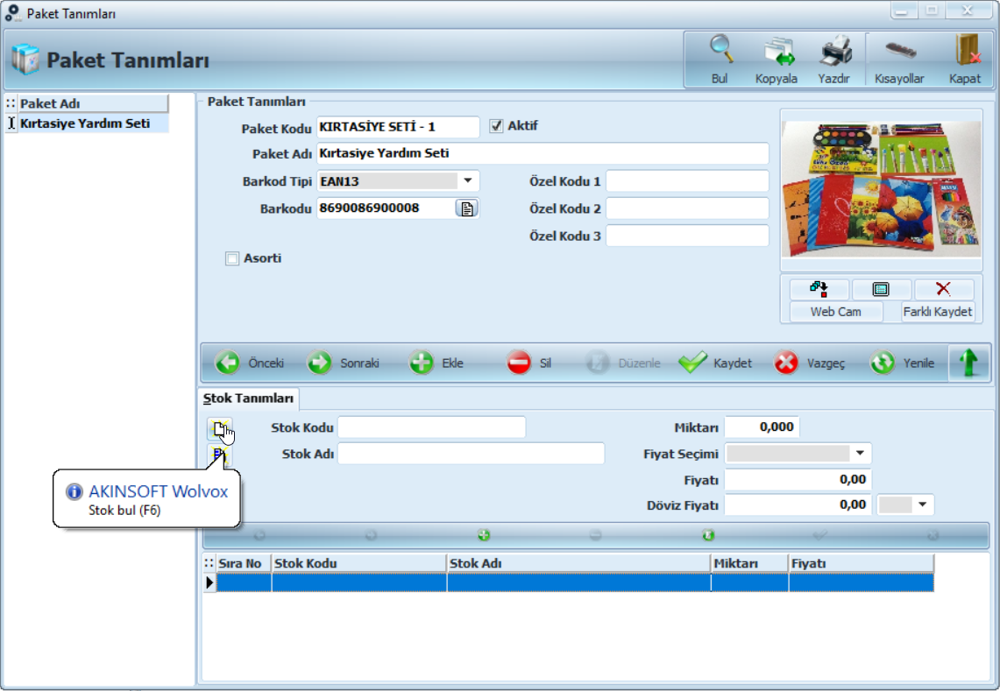 Paket Tanımları
Paket Tanımları
Bul
Kopyala
Yazdır
Kısayollar
Kapat
Paket Adı
Kırtasiye Yardım Seti
Paket Tanımları
Paket Kodu KIRTASİYE SETİ - 1
Aktif
Paket Adı Kırtasiye Yardım Seti
Barkod Tipi EAN13
Özel Kodu 1
Barkodu 8690086900008
Özel Kodu 2
Özel Kodu 3
Asorti
Web Cam
Farklı Kaydet
Önceki
Sonraki
Ekle
Sil
Düzenle
Kaydet
Vazgeç
Yenile
Stok Tanımları
Stok Kodu
Miktarı 0,000
Stok Adı
Fiyat Seçimi
Fiyatı 0,00
Döviz Fiyatı 0,00
AKINSOFT Wolvox
Stok bul (F6)
Sıra No Stok Kodu Stok Adı Miktarı Fiyatı